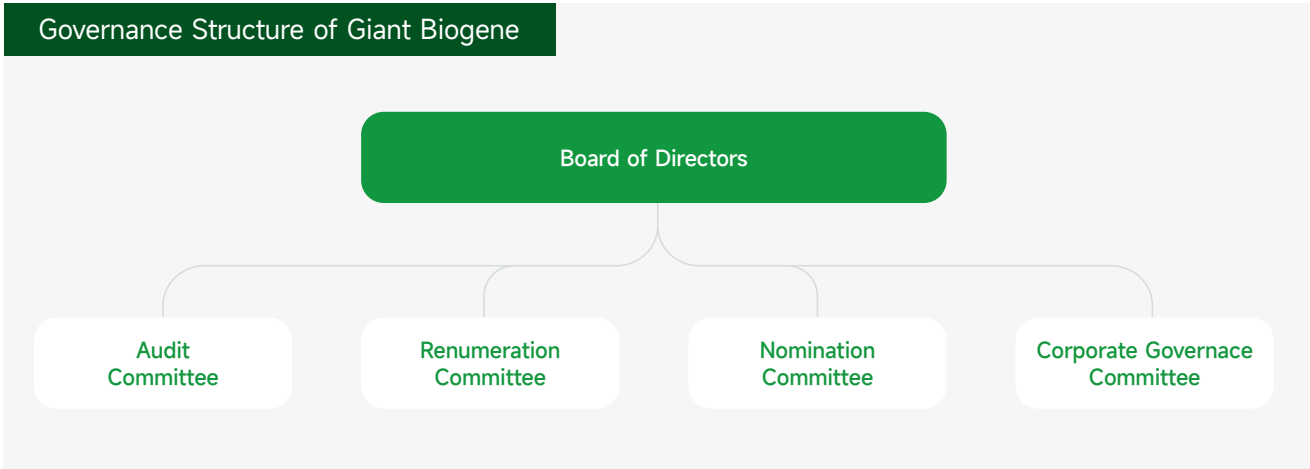 Governance Structure of Giant Biogene
Board of Directors
Audit
Committee
Renumeration
Committee
Nomination
Committee
Corporate Governace
Committee